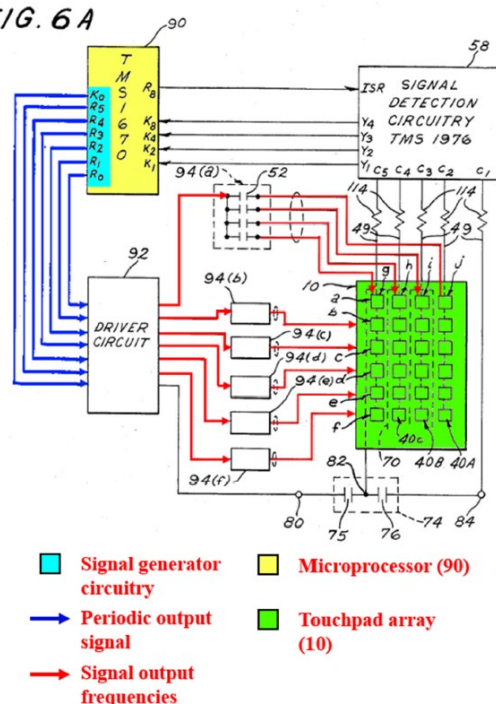 FIG. 6A
90
58
T
M
S
1
6
7
0
K0
R5
R4
R3
R2
R1
R0
R8
K8
K4
K2
K1
ISR
SIGNAL
DETECTION
CIRCUITRY
TMS 1976
Y4
Y3
Y2
Y1
C5 C4 C3 C2 C1
94(a) 52
114 114
49 49
92
DRIVER
CIRCUIT
94(b)
94(c)
94(d)
94(e)
94(f)
10
g h i j
a
b
c
d
e
f
70 40C 40B 40A
82
80 75 76 74 84
Signal generator
circuitry
Microprocessor (90)
Periodic output
signal
Touchpad array
(10)
Signal output
frequencies